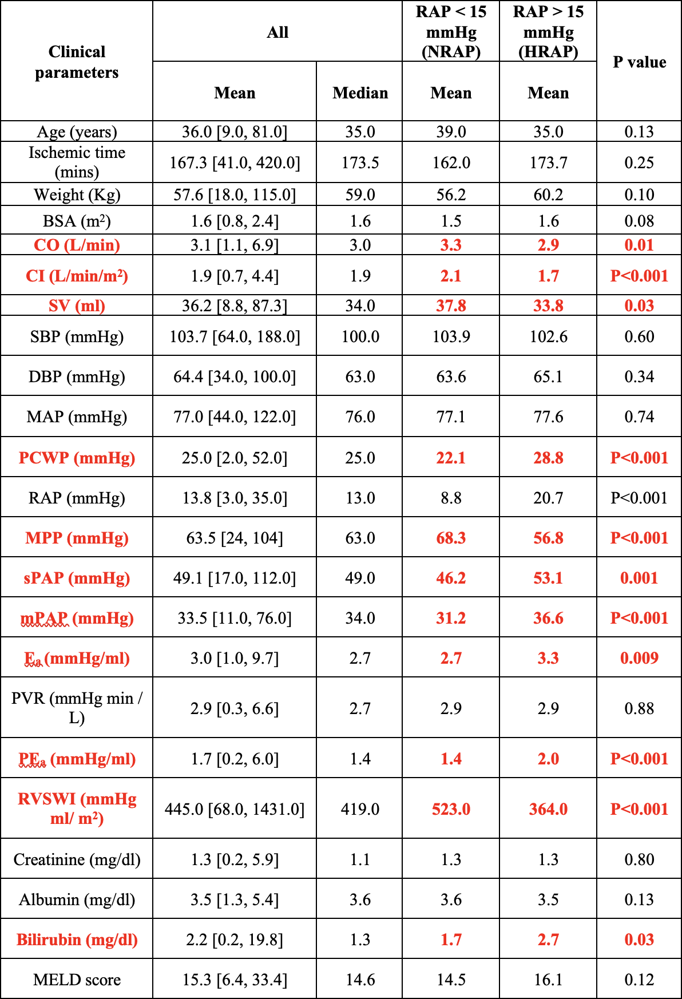 Clinical parameters | All | RAP < 15 mmHg (NRAP) | RAP > 15 mmHg (HRAP) | P value
Mean | Median | Mean | Mean
Age (years) | 36.0 [9.0, 81.0] | 35.0 | 39.0 | 35.0 | 0.13
Ischemic time (mins) | 167.3 [41.0, 420.0] | 173.5 | 162.0 | 173.7 | 0.25
Weight (Kg) | 57.6 [18.0, 115.0] | 59.0 | 56.2 | 60.2 | 0.10
BSA (m²) | 1.6 [0.8, 2.4] | 1.6 | 1.5 | 1.6 | 0.08
CO (L/min) | 3.1 [1.1, 6.9] | 3.0 | 3.3 | 2.9 | 0.01
CI (L/min/m²) | 1.9 [0.7, 4.4] | 1.9 | 2.1 | 1.7 | P<0.001
SV (ml) | 36.2 [8.8, 87.3] | 34.0 | 37.8 | 33.8 | 0.03
SBP (mmHg) | 103.7 [64.0, 188.0] | 100.0 | 103.9 | 102.6 | 0.60
DBP (mmHg) | 64.4 [34.0, 100.0] | 63.0 | 63.6 | 65.1 | 0.34
MAP (mmHg) | 77.0 [44.0, 122.0] | 76.0 | 77.1 | 77.6 | 0.74
PCWP (mmHg) | 25.0 [2.0, 52.0] | 25.0 | 22.1 | 28.8 | P<0.001
RAP (mmHg) | 13.8 [3.0, 35.0] | 13.0 | 8.8 | 20.7 | P<0.001
MPP (mmHg) | 63.5 [24, 104] | 63.0 | 68.3 | 56.8 | P<0.001
sPAP (mmHg) | 49.1 [17.0, 112.0] | 49.0 | 46.2 | 53.1 | 0.001
mPAP (mmHg) | 33.5 [11.0, 76.0] | 34.0 | 31.2 | 36.6 | P<0.001
Eₐ (mmHg/ml) | 3.0 [1.0, 9.7] | 2.7 | 2.7 | 3.3 | 0.009
PVR (mmHg min / L) | 2.9 [0.3, 6.6] | 2.7 | 2.9 | 2.9 | 0.88
PEₐ (mmHg/ml) | 1.7 [0.2, 6.0] | 1.4 | 1.4 | 2.0 | P<0.001
RVSWI (mmHg ml/ m²) | 445.0 [68.0, 1431.0] | 419.0 | 523.0 | 364.0 | P<0.001
Creatinine (mg/dl) | 1.3 [0.2, 5.9] | 1.1 | 1.3 | 1.3 | 0.80
Albumin (mg/dl) | 3.5 [1.3, 5.4] | 3.6 | 3.6 | 3.5 | 0.13
Bilirubin (mg/dl) | 2.2 [0.2, 19.8] | 1.3 | 1.7 | 2.7 | 0.03
MELD score | 15.3 [6.4, 33.4] | 14.6 | 14.5 | 16.1 | 0.12